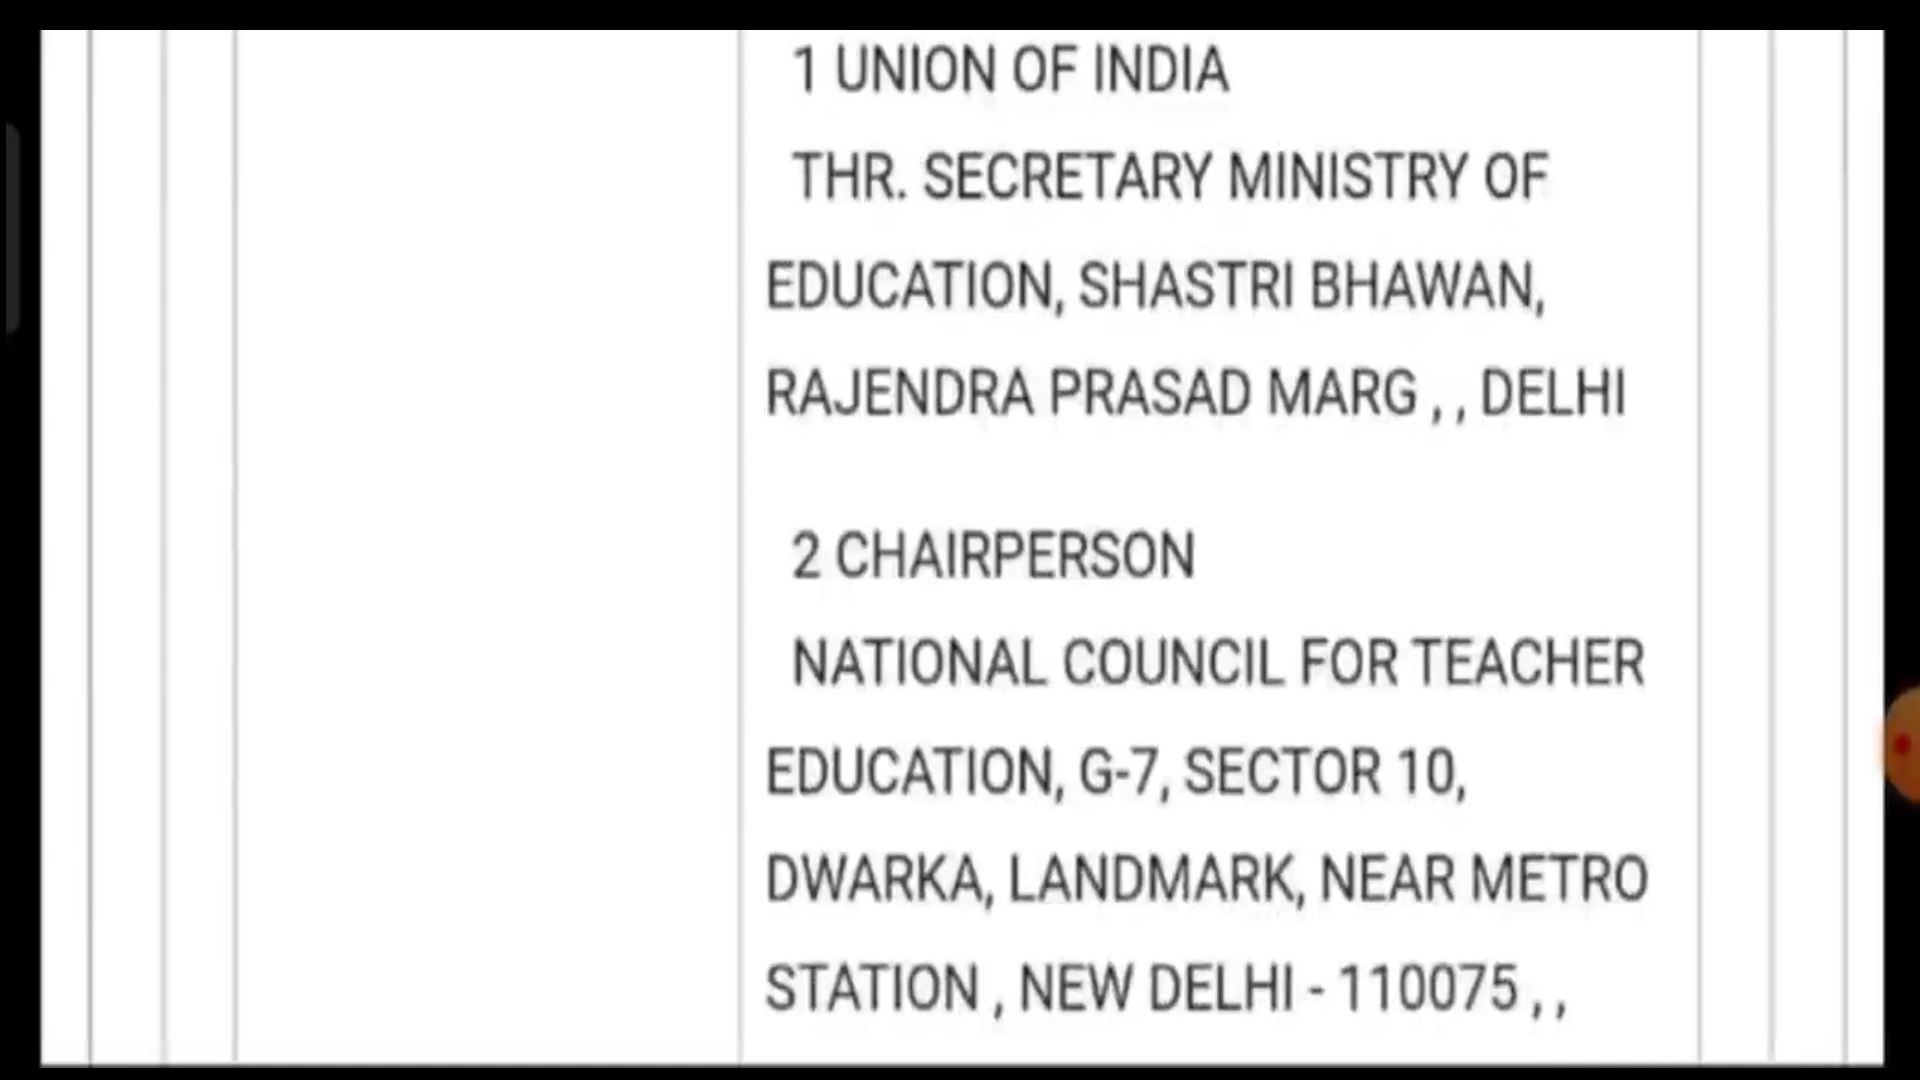 1 UNION OF INDIA
THR. SECRETARY MINISTRY OF
EDUCATION, SHASTRI BHAWAN,
RAJENDRA PRASAD MARG , , DELHI
2 CHAIRPERSON
NATIONAL COUNCIL FOR TEACHER
EDUCATION, G-7, SECTOR 10,
DWARKA, LANDMARK, NEAR METRO
STATION , NEW DELHI - 110075 , ,